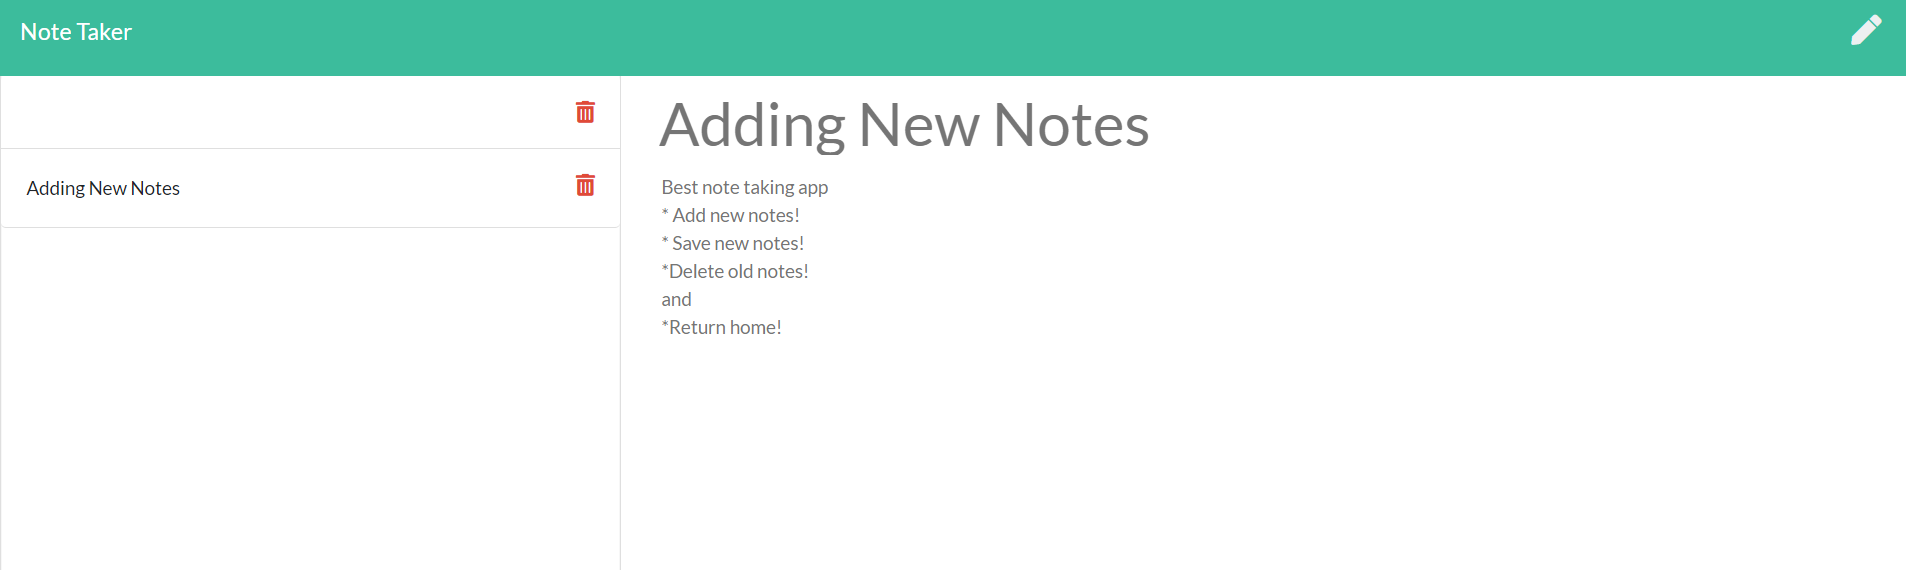 Note Taker
Adding New Notes
Adding New Notes
Best note taking app
* Add new notes!
* Save new notes!
*Delete old notes!
and
*Return home!